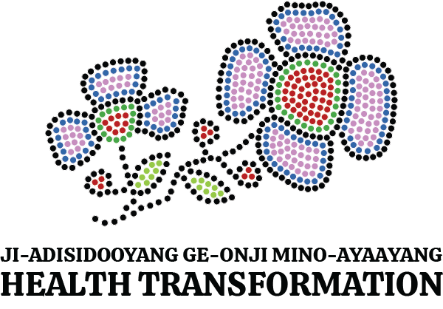 JI-ADISIDOOYANG GE-ONJI MINO-AYAAYANG
HEALTH TRANSFORMATION